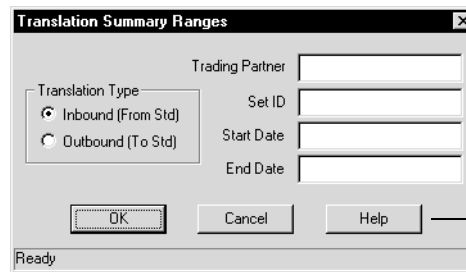 Translation Summary Ranges
Trading Partner
Translation Type
Inbound (From Std)
Set ID
Outbound (To Std)
Start Date
End Date
OK Cancel Help
Ready